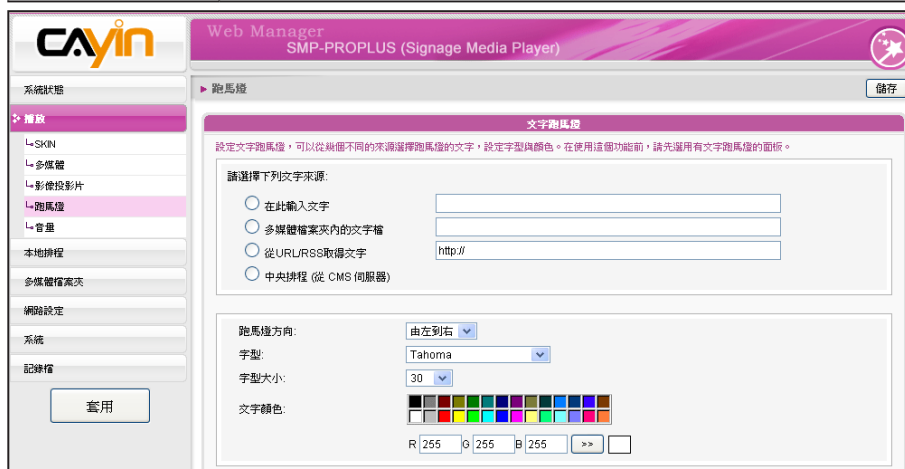 CAYIN
Web Manager
SMP-PROPLUS (Signage Media Player)
系統狀態
播放
SKIN
多媒體
影像投影片
跑馬燈
音量
本地排程
多媒體檔案夾
網路設定
系統
記錄檔
套用
跑馬燈
儲存
文字跑馬燈
設定文字跑馬燈，可以從幾個不同的來源選擇跑馬燈的文字，設定字型與顏色。在使用這個功能前，請先選用有文字跑馬燈的面板。
請選擇下列文字來源:
在此輸入文字
多媒體檔案夾內的文字檔
從URL/RSS取得文字 http://
中央排程 (從 CMS 伺服器)
跑馬燈方向: 由左到右
字型: Tahoma
字型大小: 30
文字顏色:
R 255 G 255 B 255 >>